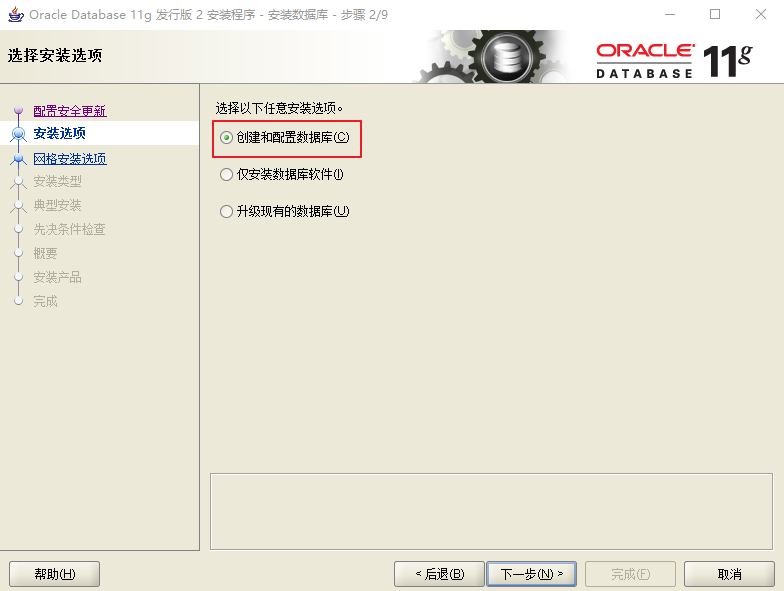 Oracle Database 11g 发行版 2 安装程序 - 安装数据库 - 步骤 2/9
选择安装选项
ORACLE
DATABASE
11g
配置安全更新
安装选项
网格安装选项
安装类型
典型安装
先决条件检查
概要
安装产品
完成
选择以下任意安装选项。
创建和配置数据库(C)
仅安装数据库软件(I)
升级现有的数据库(U)
帮助(H)
< 后退(B)
下一步(N) >
完成(F)
取消